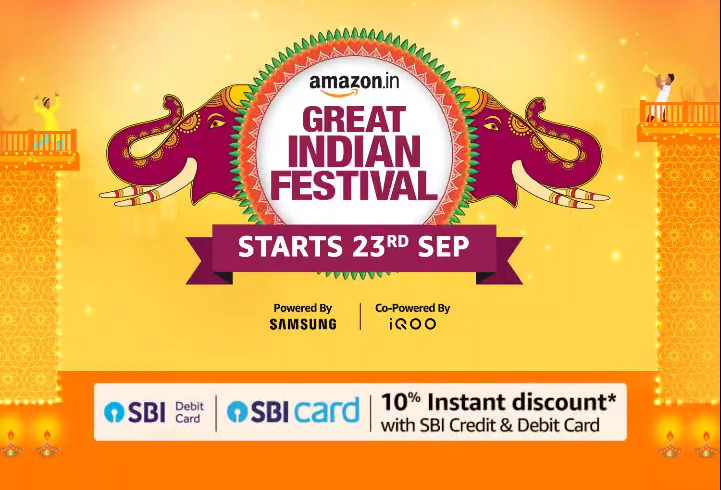 amazon.in
GREAT
INDIAN
FESTIVAL
STARTS 23RD SEP
Powered By
SAMSUNG
Co-Powered By
iQOO
SBI Debit Card
SBI card
10% Instant discount*
with SBI Credit & Debit Card